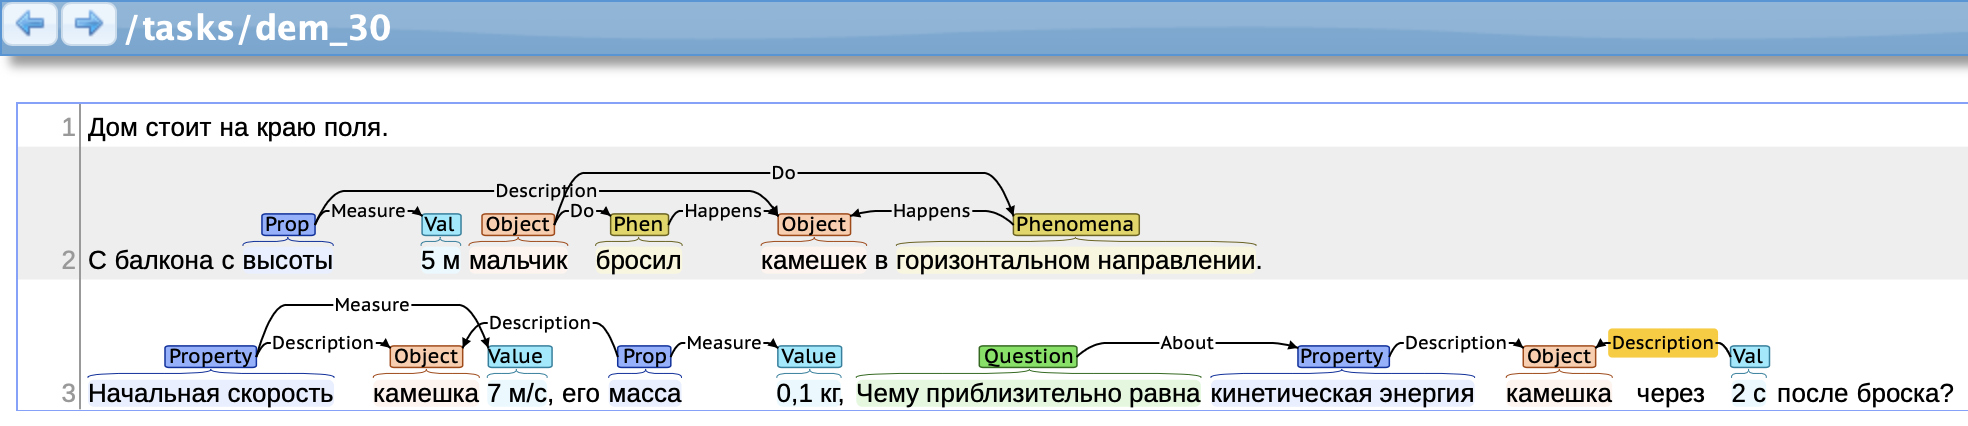 /tasks/dem_30
1 Дом стоит на краю поля.
Do
Description
Measure Do Happens Happens
Prop Val Object Phen Object Phenomena
2 С балкона с высоты 5 м мальчик бросил камешек в горизонтальном направлении.
Measure
Description
Description Measure About Description Description
Property Object Value Prop Value Question Property Object Val
3 Начальная скорость камешка 7 м/с, его масса 0,1 кг, Чему приблизительно равна кинетическая энергия камешка через 2 с после броска?